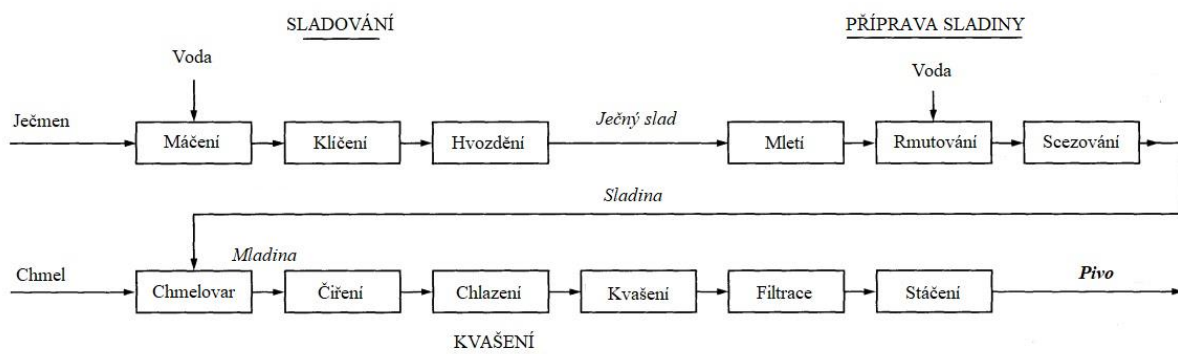 SLADOVÁNÍ
PŘÍPRAVA SLADINY
Voda
Voda
Ječmen
Máčení
Klíčení
Hvozdění
Ječný slad
Mletí
Rmutování
Scezování
Sladina
Chmel
Chmelovar
Mladina
Čiření
Chlazení
Kvašení
Filtrace
Stáčení
Pivo
KVAŠENÍ